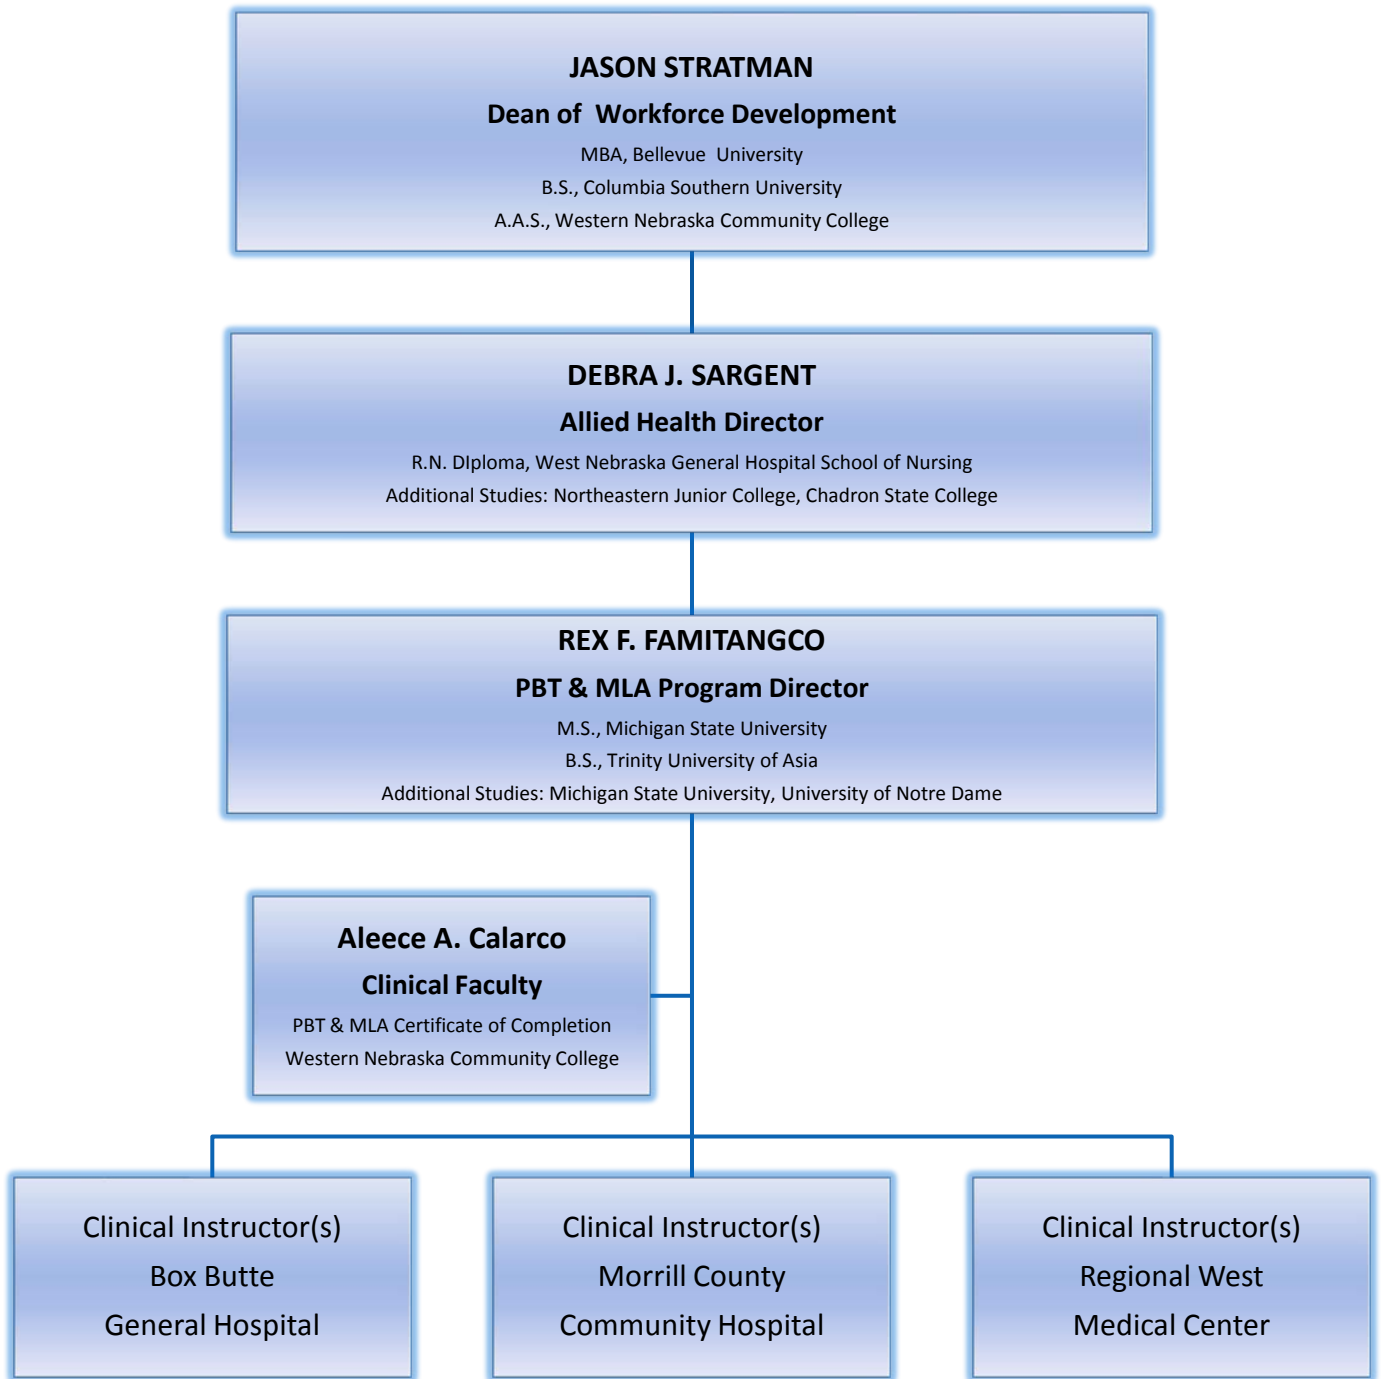 JASON STRATMAN
Dean of Workforce Development
MBA, Bellevue University
B.S., Columbia Southern University
A.A.S., Western Nebraska Community College
DEBRA J. SARGENT
Allied Health Director
R.N. DIploma, West Nebraska General Hospital School of Nursing
Additional Studies: Northeastern Junior College, Chadron State College
REX F. FAMITANGCO
PBT & MLA Program Director
M.S., Michigan State University
B.S., Trinity University of Asia
Additional Studies: Michigan State University, University of Notre Dame
Aleece A. Calarco
Clinical Faculty
PBT & MLA Certificate of Completion
Western Nebraska Community College
Clinical Instructor(s)
Box Butte
General Hospital
Clinical Instructor(s)
Morrill County
Community Hospital
Clinical Instructor(s)
Regional West
Medical Center